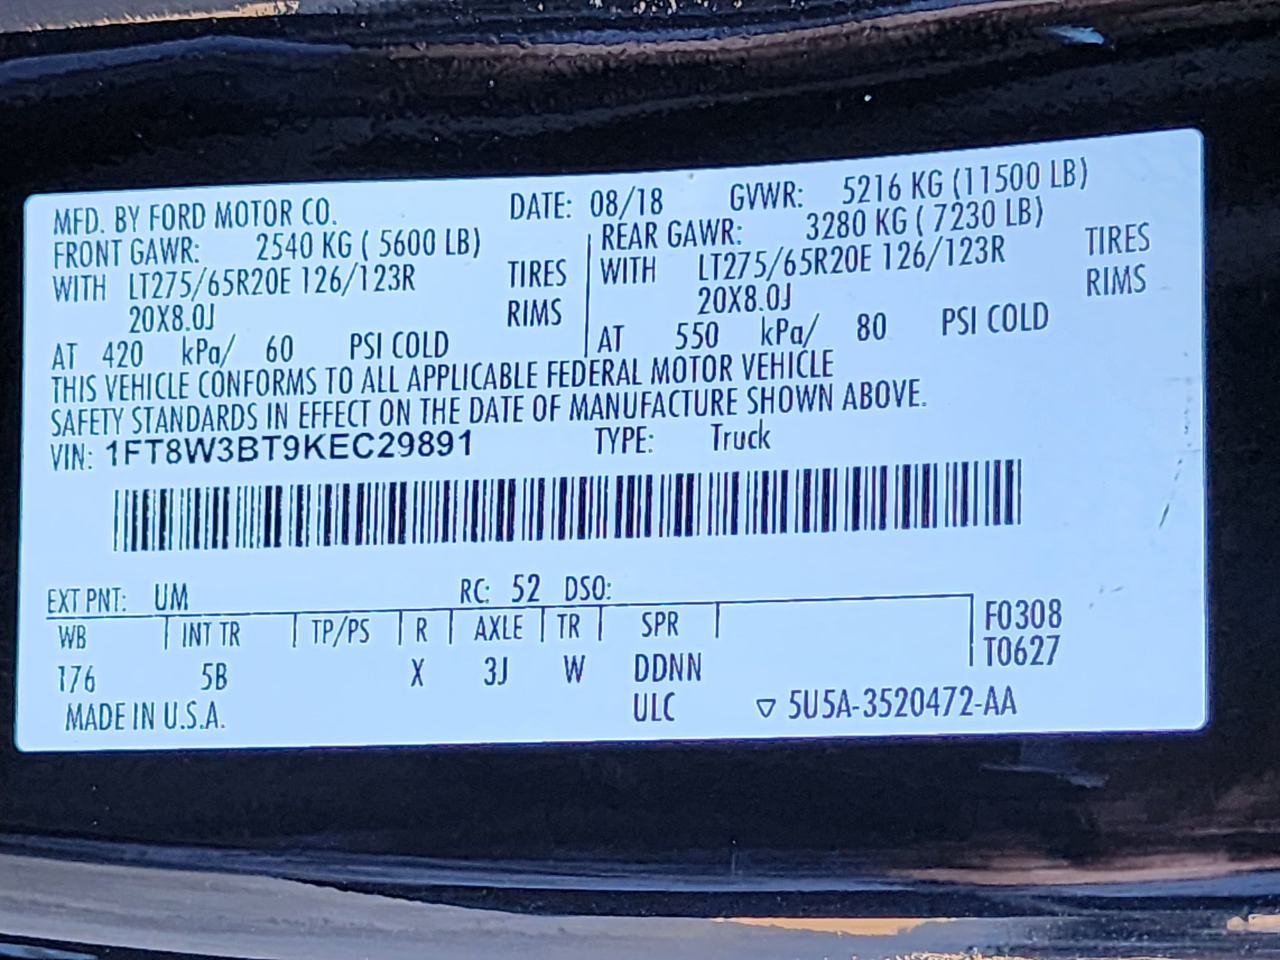 MFD. BY FORD MOTOR CO. DATE: 08/18 GVWR: 5216 KG (11500 LB)
FRONT GAWR: 2540 KG ( 5600 LB) REAR GAWR: 3280 KG ( 7230 LB)
WITH LT275/65R20E 126/123R TIRES WITH LT275/65R20E 126/123R TIRES
20X8.0J RIMS 20X8.0J RIMS
AT 420 kPa/ 60 PSI COLD AT 550 kPa/ 80 PSI COLD
THIS VEHICLE CONFORMS TO ALL APPLICABLE FEDERAL MOTOR VEHICLE
SAFETY STANDARDS IN EFFECT ON THE DATE OF MANUFACTURE SHOWN ABOVE.
VIN: 1FT8W3BT9KEC29891 TYPE: Truck
EXT PNT: UM RC: 52 DSO:
WB INT TR TP/PS R AXLE TR SPR F0308
T0627
176 5B X 3J W DDNN
MADE IN U.S.A. ULC ▽ 5U5A-3520472-AA